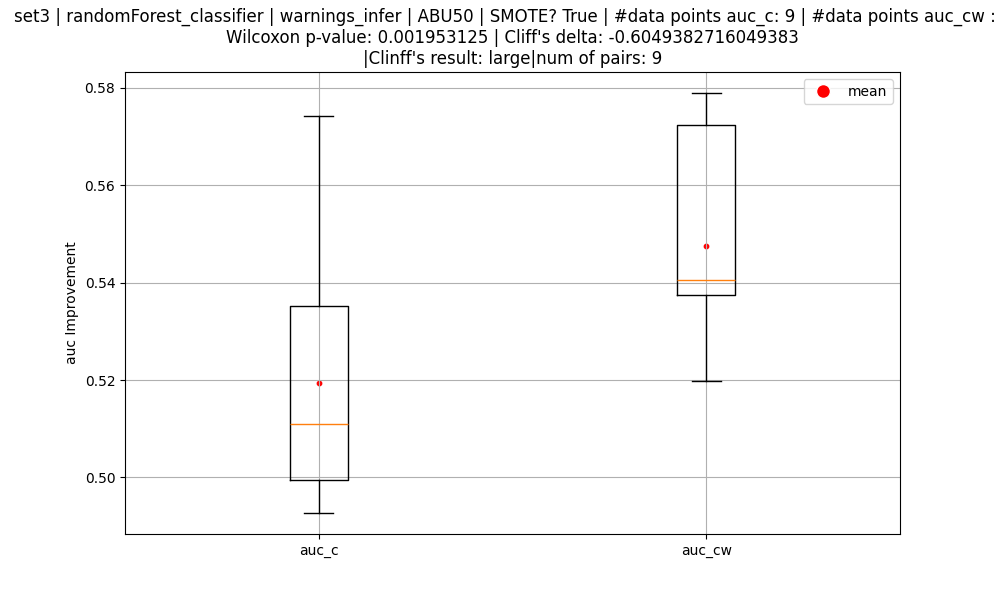 set3 | randomForest_classifier | warnings_infer | ABU50 | SMOTE? True | #data points auc_c: 9 | #data points auc_cw :
Wilcoxon p-value: 0.001953125 | Cliff's delta: -0.6049382716049383
|Clinff's result: large|num of pairs: 9
mean
0.58
0.56
0.54
0.52
0.50
auc Improvement
auc_c
auc_cw